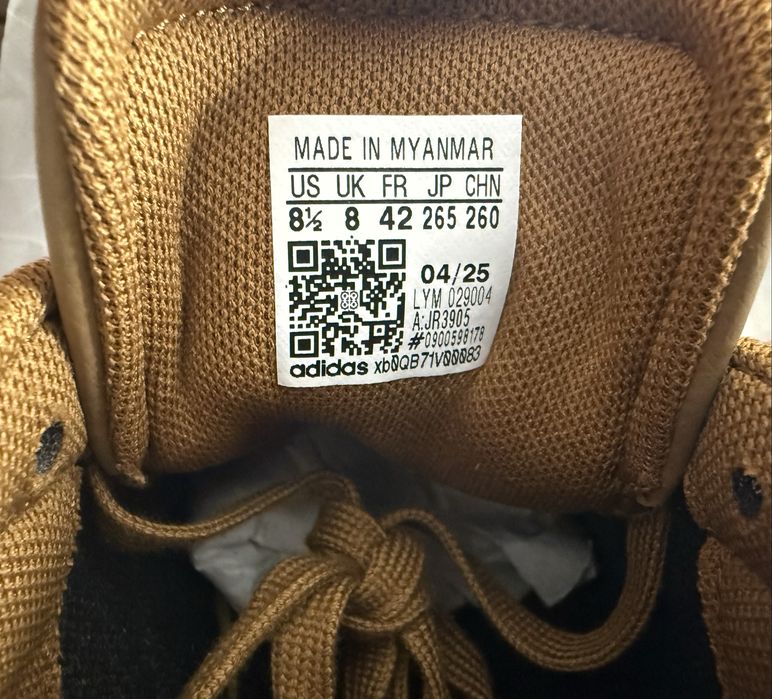 MADE IN MYANMAR
US UK FR JP CHN
8½ 8 42 265 260
04/25
LYM 029004
A:JR3905
#0900598178
adidas xb0QB71V00083